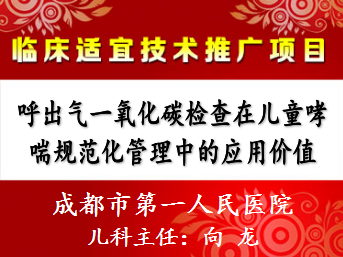 临床适宜技术推广项目
呼出气一氧化碳检查在儿童哮
喘规范化管理中的应用价值
成都市第一人民医院
儿科主任：向 龙